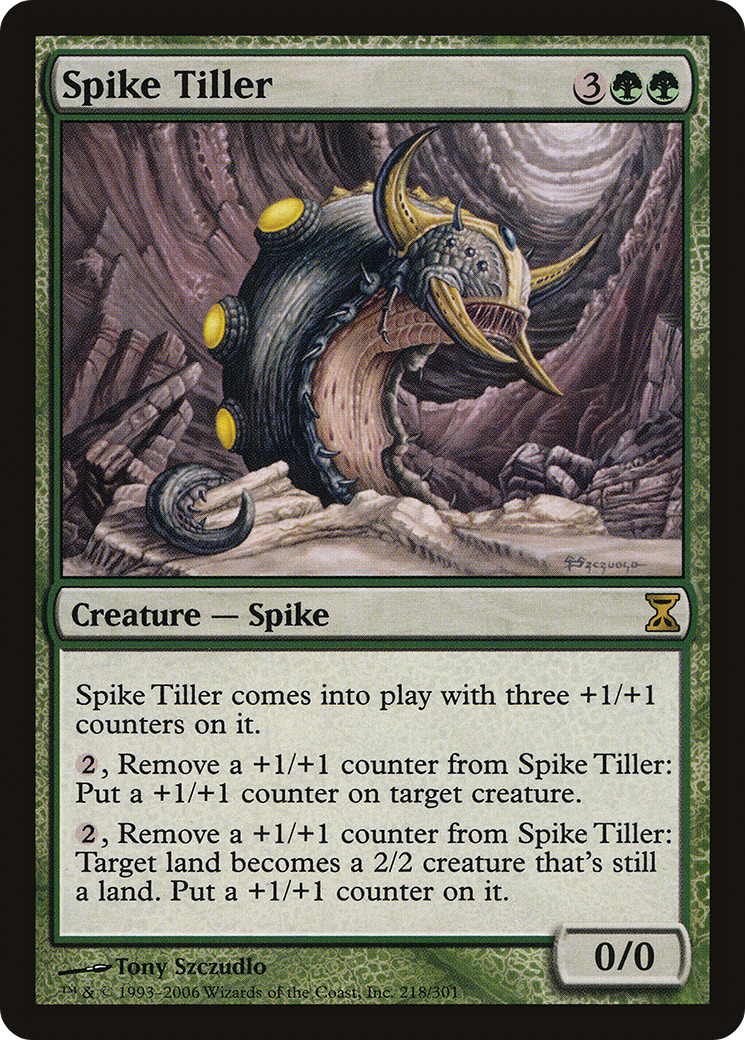 Spike Tiller 3
SZCZUDLO
Creature — Spike
Spike Tiller comes into play with three +1/+1
counters on it.
2, Remove a +1/+1 counter from Spike Tiller:
Put a +1/+1 counter on target creature.
2, Remove a +1/+1 counter from Spike Tiller:
Target land becomes a 2/2 creature that's still
a land. Put a +1/+1 counter on it.
0/0
Tony Szczudlo
™ & © 1993–2006 Wizards of the Coast, Inc. 218/301